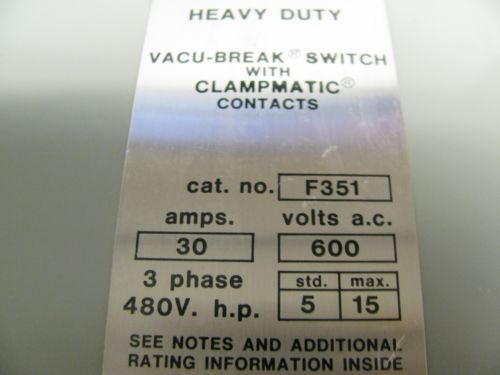 HEAVY DUTY
VACU-BREAK® SWITCH
WITH
CLAMPMATIC®
CONTACTS
cat. no. F351
amps. volts a.c.
30 600
3 phase std. max.
480V. h.p. 5 15
SEE NOTES AND ADDITIONAL
RATING INFORMATION INSIDE